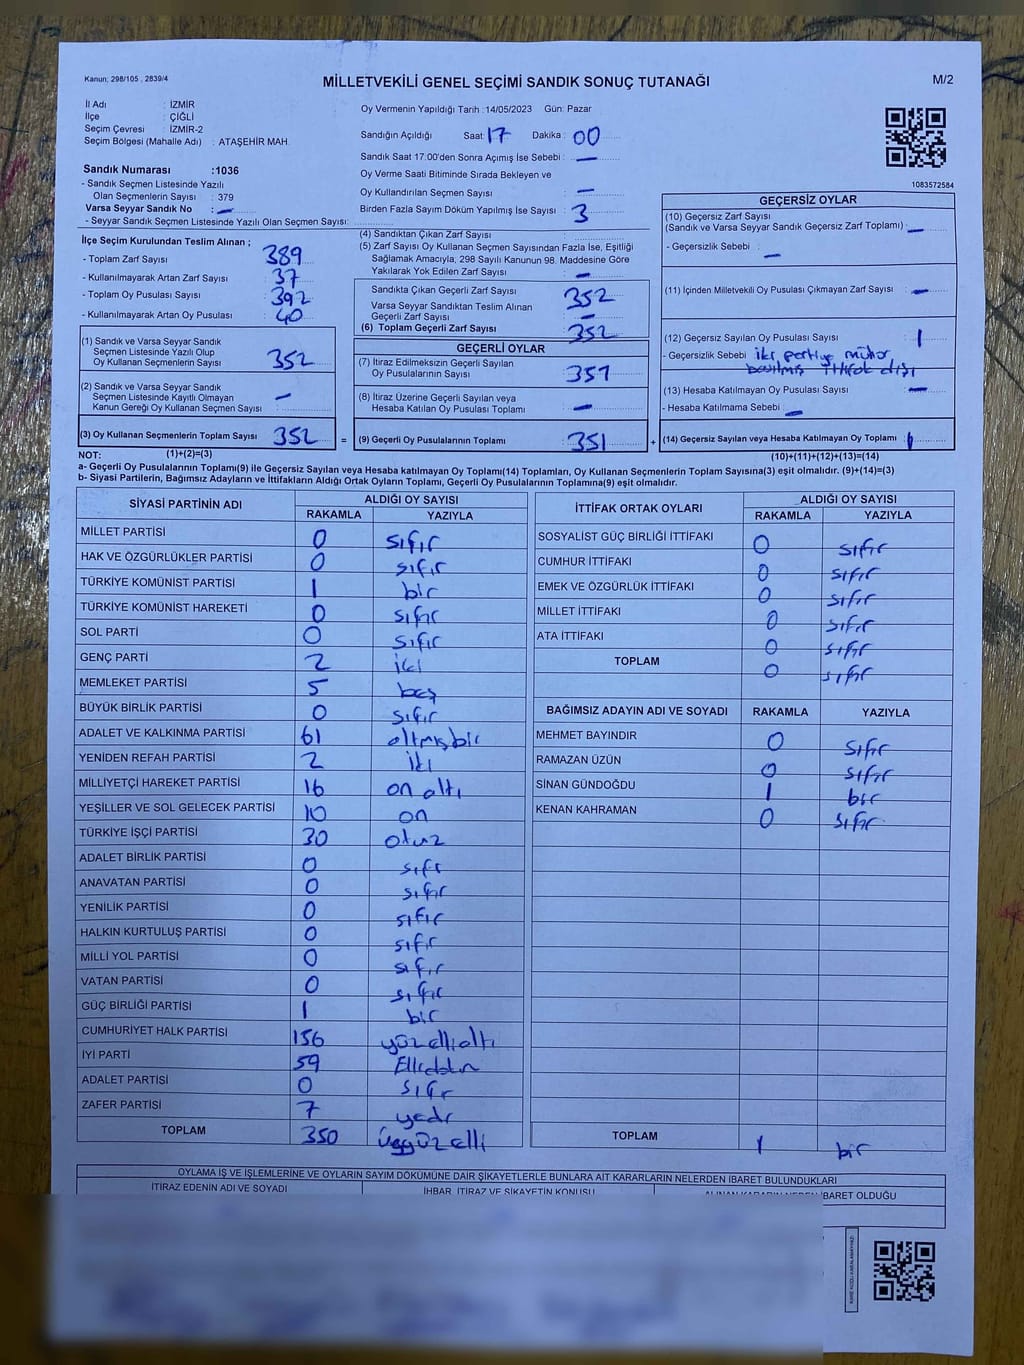 Kanun; 298/105 , 2839/4
MİLLETVEKİLİ GENEL SEÇİMİ SANDIK SONUÇ TUTANAĞI
M/2
İl Adı : İZMİR
İlçe : ÇİĞLİ
Seçim Çevresi : İZMİR-2
Seçim Bölgesi (Mahalle Adı) : ATAŞEHİR MAH.
Sandık Numarası :1036
- Sandık Seçmen Listesinde Yazılı
Olan Seçmenlerin Sayısı : 379
Varsa Seyyar Sandık No : —
- Seyyar Sandık Seçmen Listesinde Yazılı Olan Seçmen Sayısı:
Oy Vermenin Yapıldığı Tarih :14/05/2023 Gün: Pazar
Sandığın Açıldığı Saat: 17 Dakika: 00
Sandık Saat 17:00'den Sonra Açımış İse Sebebi : —
Oy Verme Saati Bitiminde Sırada Bekleyen ve
Oy Kullandırılan Seçmen Sayısı : —
Birden Fazla Sayım Döküm Yapılmış İse Sayısı : 3
1083572584
İlçe Seçim Kurulundan Teslim Alınan ;
- Toplam Zarf Sayısı : 389
- Kullanılmayarak Artan Zarf Sayısı : 37
- Toplam Oy Pusulası Sayısı : 392
- Kullanılmayarak Artan Oy Pusulası : 40
(4) Sandıktan Çıkan Zarf Sayısı :
(5) Zarf Sayısı Oy Kullanan Seçmen Sayısından Fazla İse, Eşitliği
Sağlamak Amacıyla, 298 Sayılı Kanunun 98. Maddesine Göre
Yakılarak Yok Edilen Zarf Sayısı : —
Sandıkta Çıkan Geçerli Zarf Sayısı : 352
Varsa Seyyar Sandıktan Teslim Alınan
Geçerli Zarf Sayısı : —
(6) Toplam Geçerli Zarf Sayısı : 352
GEÇERSİZ OYLAR
(10) Geçersiz Zarf Sayısı
(Sandık ve Varsa Seyyar Sandık Geçersiz Zarf Toplamı) : —
- Geçersizlik Sebebi : —
(11) İçinden Milletvekili Oy Pusulası Çıkmayan Zarf Sayısı : —
(12) Geçersiz Sayılan Oy Pusulası Sayısı : 1
- Geçersizlik Sebebi : iki partiye mühür
basılmış ittifak dışı
(13) Hesaba Katılmayan Oy Pusulası Sayısı : —
- Hesaba Katılmama Sebebi : —
(1) Sandık ve Varsa Seyyar Sandık
Seçmen Listesinde Yazılı Olup
Oy Kullanan Seçmenlerin Sayısı : 352
(2) Sandık ve Varsa Seyyar Sandık
Seçmen Listesinde Kayıtlı Olmayan
Kanun Gereği Oy Kullanan Seçmen Sayısı : —
GEÇERLİ OYLAR
(7) İtiraz Edilmeksizin Geçerli Sayılan
Oy Pusulalarının Sayısı : 351
(8) İtiraz Üzerine Geçerli Sayılan veya
Hesaba Katılan Oy Pusulası Toplamı : —
(3) Oy Kullanan Seçmenlerin Toplam Sayısı : 352 = (9) Geçerli Oy Pusulalarının Toplamı : 351 + (14) Geçersiz Sayılan veya Hesaba Katılmayan Oy Toplamı : 1
NOT: (1)+(2)=(3) (10)+(11)+(12)+(13)=(14)
a- Geçerli Oy Pusulalarının Toplamı(9) ile Geçersiz Sayılan veya Hesaba katılmayan Oy Toplamı(14) Toplamları, Oy Kullanan Seçmenlerin Toplam Sayısına(3) eşit olmalıdır. (9)+(14)=(3)
b- Siyasi Partilerin, Bağımsız Adayların ve İttifakların Aldığı Ortak Oyların Toplamı, Geçerli Oy Pusulalarının Toplamına(9) eşit olmalıdır.
SİYASİ PARTİNİN ADI ALDIĞI OY SAYISI
RAKAMLA YAZIYLA
MİLLET PARTİSİ 0 sıfır
HAK VE ÖZGÜRLÜKLER PARTİSİ 0 sıfır
TÜRKİYE KOMÜNİST PARTİSİ 1 bir
TÜRKİYE KOMÜNİST HAREKETİ 0 sıfır
SOL PARTİ 0 sıfır
GENÇ PARTİ 2 iki
MEMLEKET PARTİSİ 5 beş
BÜYÜK BİRLİK PARTİSİ 0 sıfır
ADALET VE KALKINMA PARTİSİ 61 altmışbir
YENİDEN REFAH PARTİSİ 2 iki
MİLLİYETÇİ HAREKET PARTİSİ 16 on altı
YEŞİLLER VE SOL GELECEK PARTİSİ 10 on
TÜRKİYE İŞÇİ PARTİSİ 30 otuz
ADALET BİRLİK PARTİSİ 0 sıfr
ANAVATAN PARTİSİ 0 sıfır
YENİLİK PARTİSİ 0 sıfır
HALKIN KURTULUŞ PARTİSİ 0 sıfır
MİLLİ YOL PARTİSİ 0 sıfır
VATAN PARTİSİ 0 sıfır
GÜÇ BİRLİĞİ PARTİSİ 1 bir
CUMHURİYET HALK PARTİSİ 156 yüzellialtı
İYİ PARTİ 59 Ellidokuz
ADALET PARTİSİ 0 sıfır
ZAFER PARTİSİ 7 yedi
TOPLAM 350 üçyüzelli
İTTİFAK ORTAK OYLARI ALDIĞI OY SAYISI
RAKAMLA YAZIYLA
SOSYALİST GÜÇ BİRLİĞİ İTTİFAKI 0 sıfır
CUMHUR İTTİFAKI 0 sıfır
EMEK VE ÖZGÜRLÜK İTTİFAKI 0 sıfır
MİLLET İTTİFAKI 0 sıfır
ATA İTTİFAKI 0 sıfır
TOPLAM 0 sıfır
BAĞIMSIZ ADAYIN ADI VE SOYADI RAKAMLA YAZIYLA
MEHMET BAYINDIR 0 sıfır
RAMAZAN ÜZÜN 0 sıfır
SİNAN GÜNDOĞDU 1 bir
KENAN KAHRAMAN 0 sıfır
TOPLAM 1 bir
OYLAMA İŞ VE İŞLEMLERİNE VE OYLARIN SAYIM DÖKÜMÜNE DAİR ŞİKAYETLERLE BUNLARA AİT KARARLARIN NELERDEN İBARET BULUNDUKLARI
İTİRAZ EDENİN ADI VE SOYADI İHBAR, İTİRAZ VE ŞİKAYETİN KONUSU ALINAN KARARIN NEDEN İBARET OLDUĞU